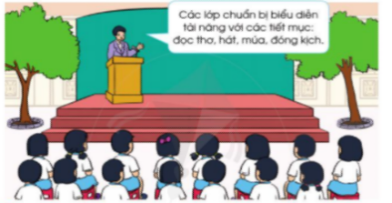 Các lớp chuẩn bị biểu diễn
tài năng với các tiết mục:
đọc thơ, hát, múa, đóng kịch.